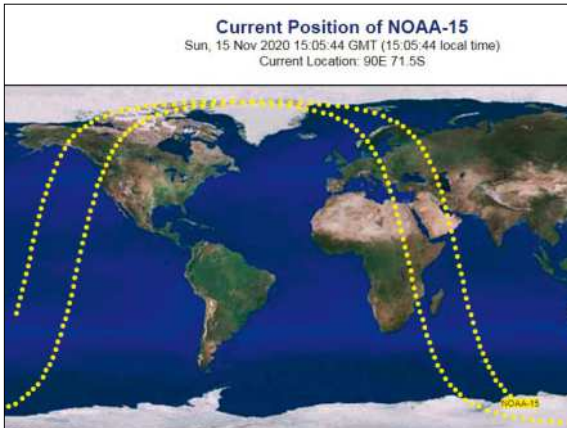 Current Position of NOAA-15
Sun, 15 Nov 2020 15:05:44 GMT (15:05:44 local time)
Current Location: 90E 71.5S
NOAA-15